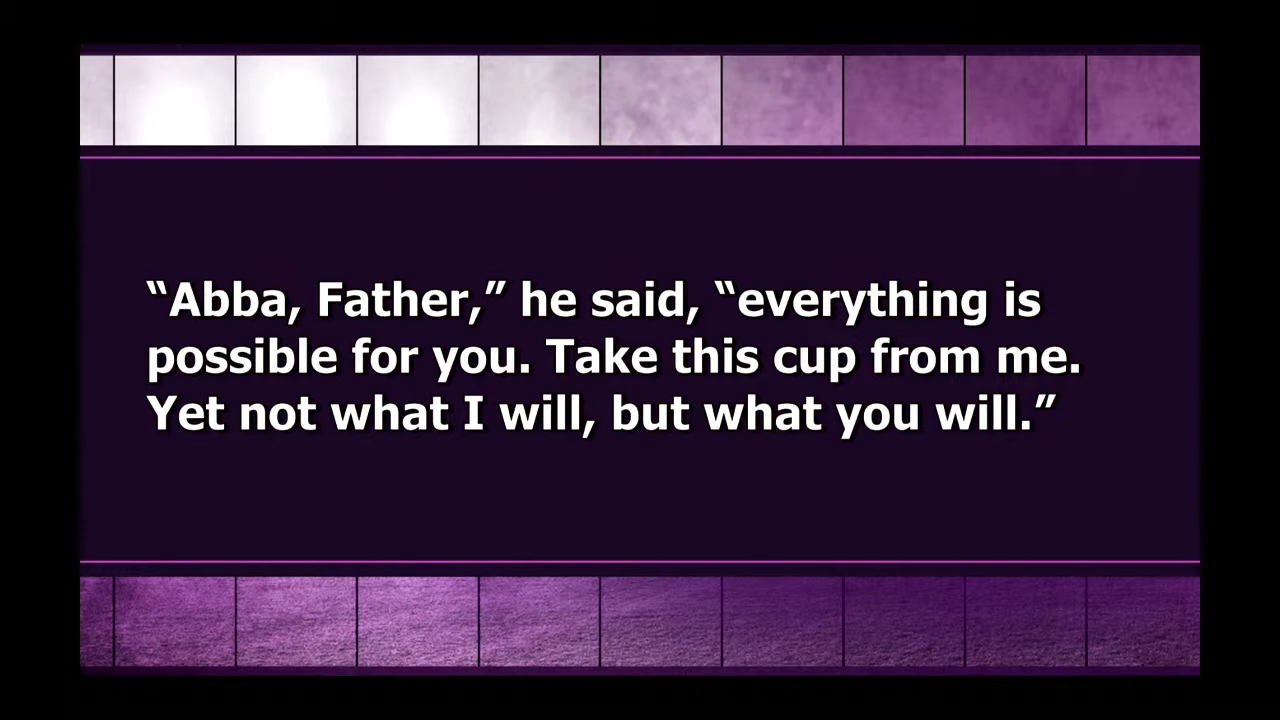 “Abba, Father,” he said, “everything is
possible for you. Take this cup from me.
Yet not what I will, but what you will.”